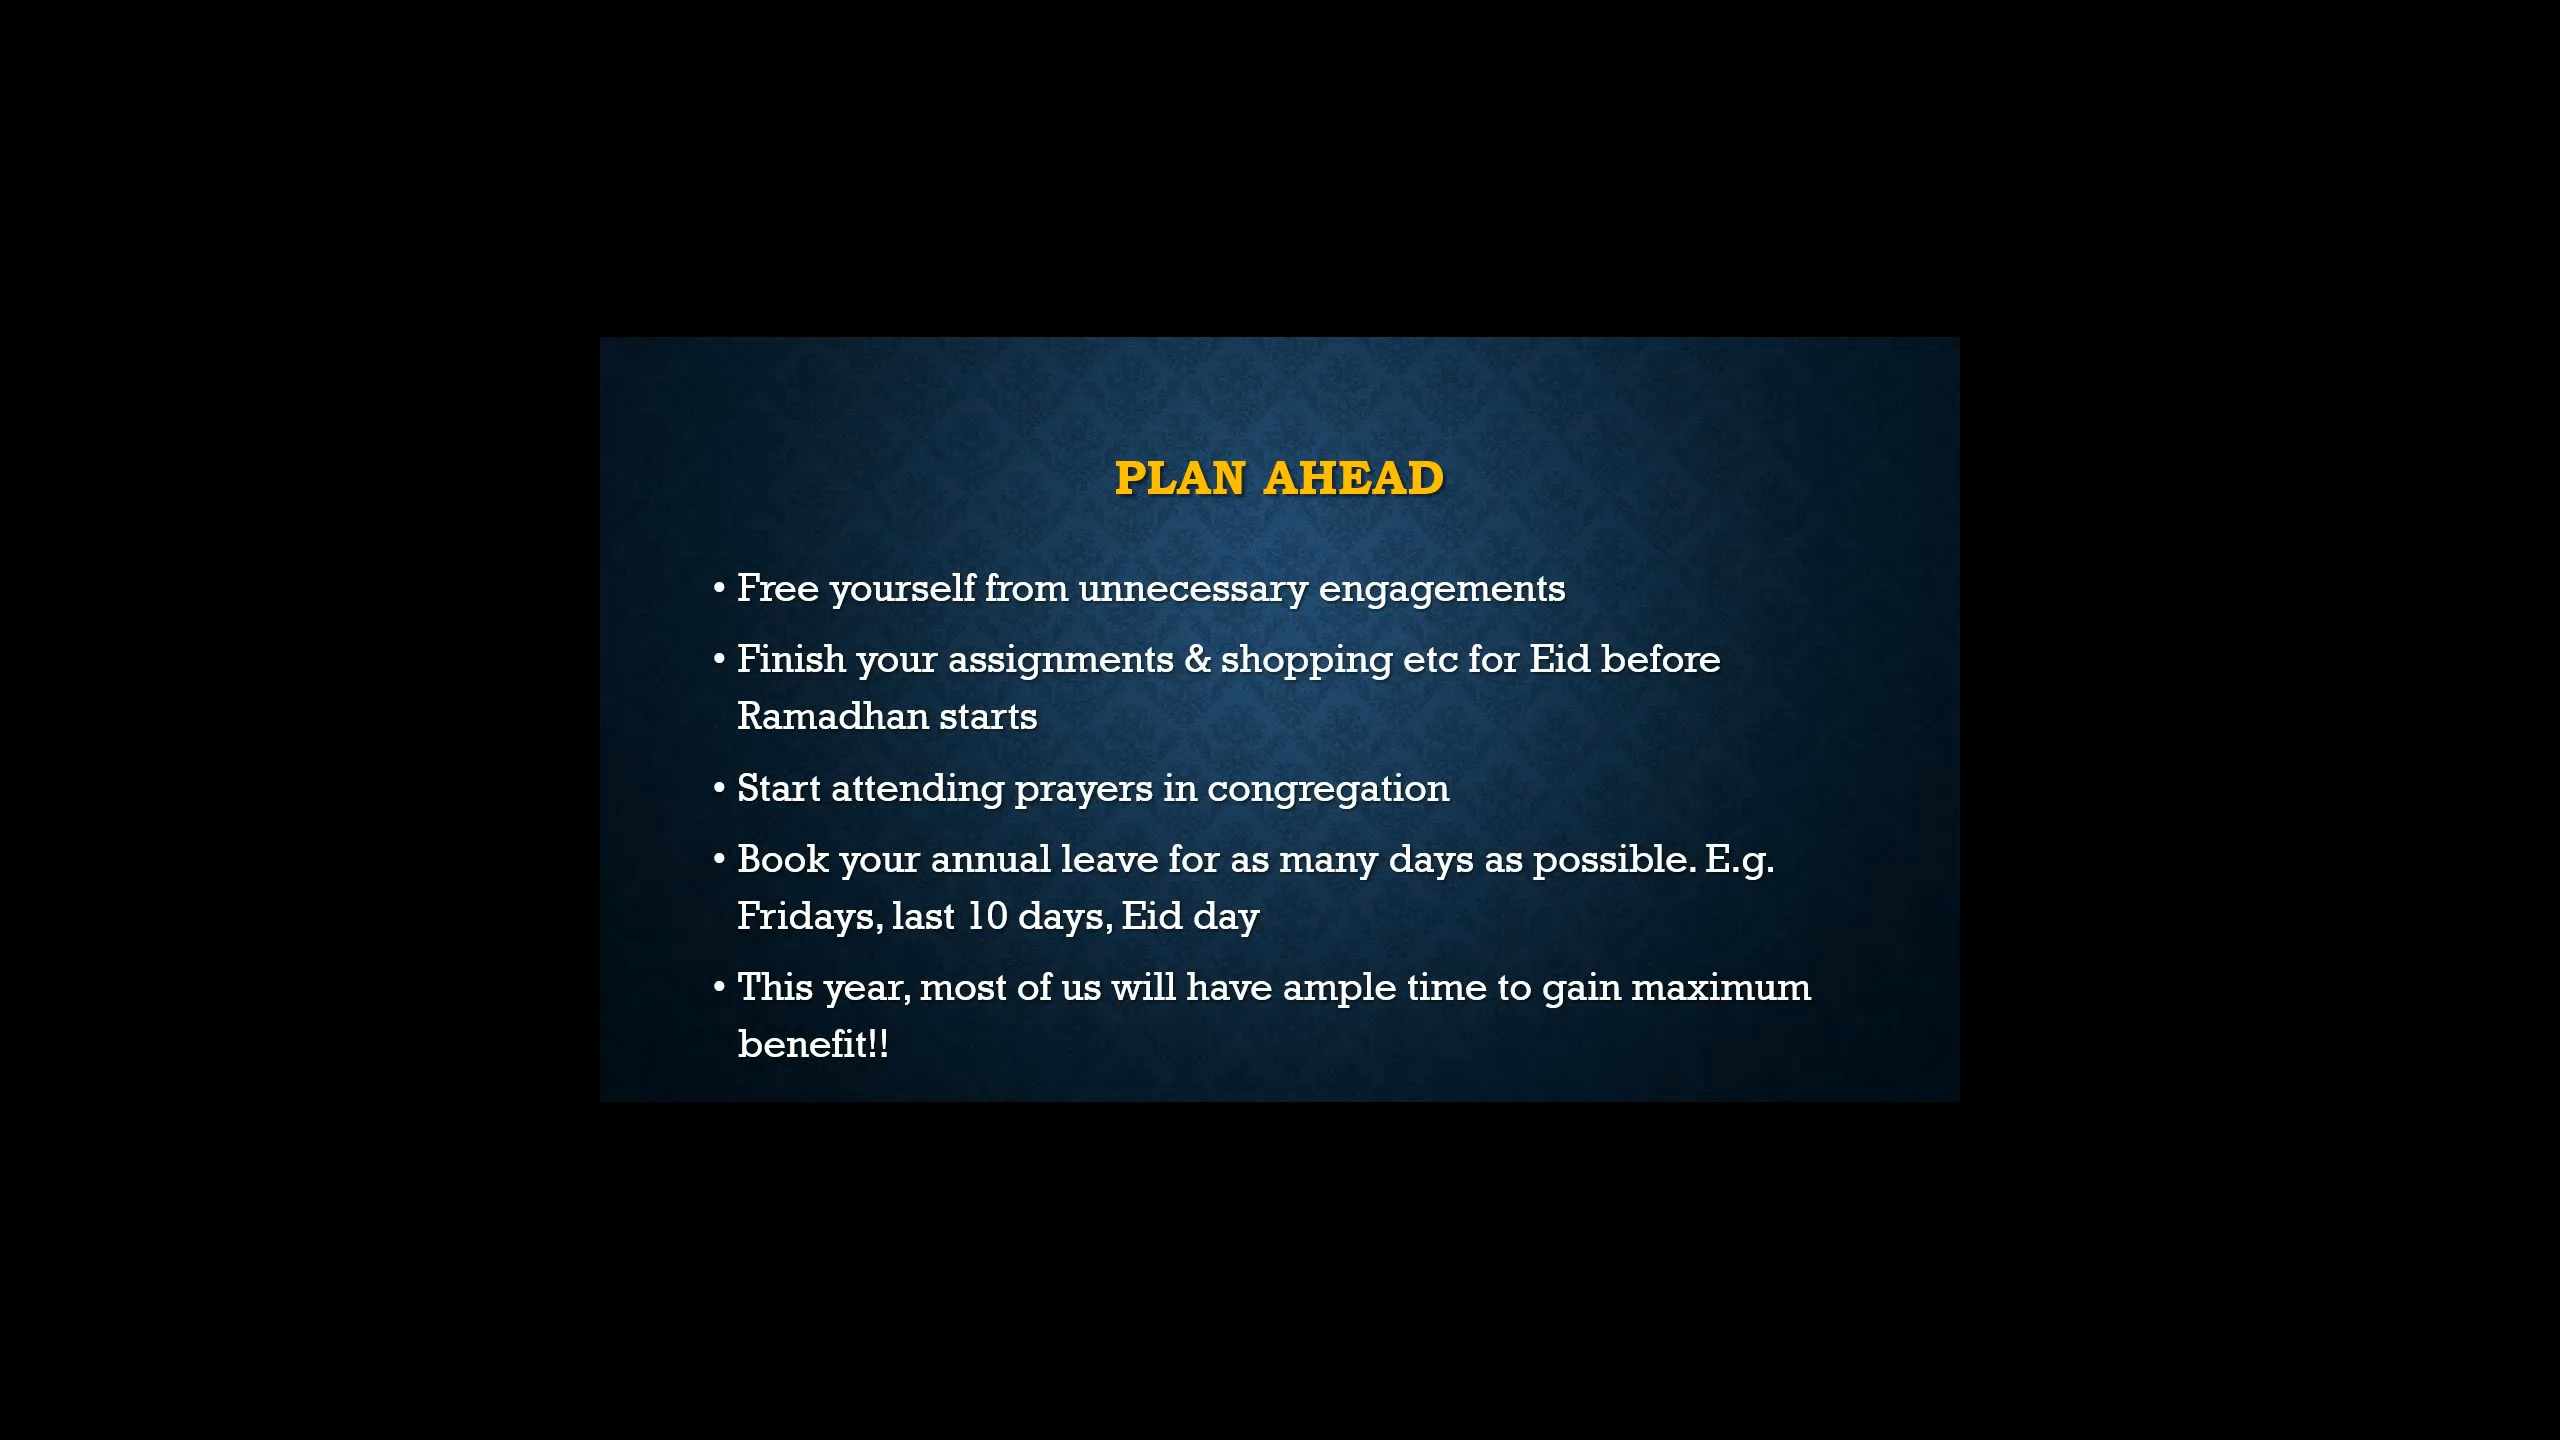 PLAN AHEAD
• Free yourself from unnecessary engagements
• Finish your assignments & shopping etc for Eid before
Ramadhan starts
• Start attending prayers in congregation
• Book your annual leave for as many days as possible. E.g.
Fridays, last 10 days, Eid day
• This year, most of us will have ample time to gain maximum
benefit!!